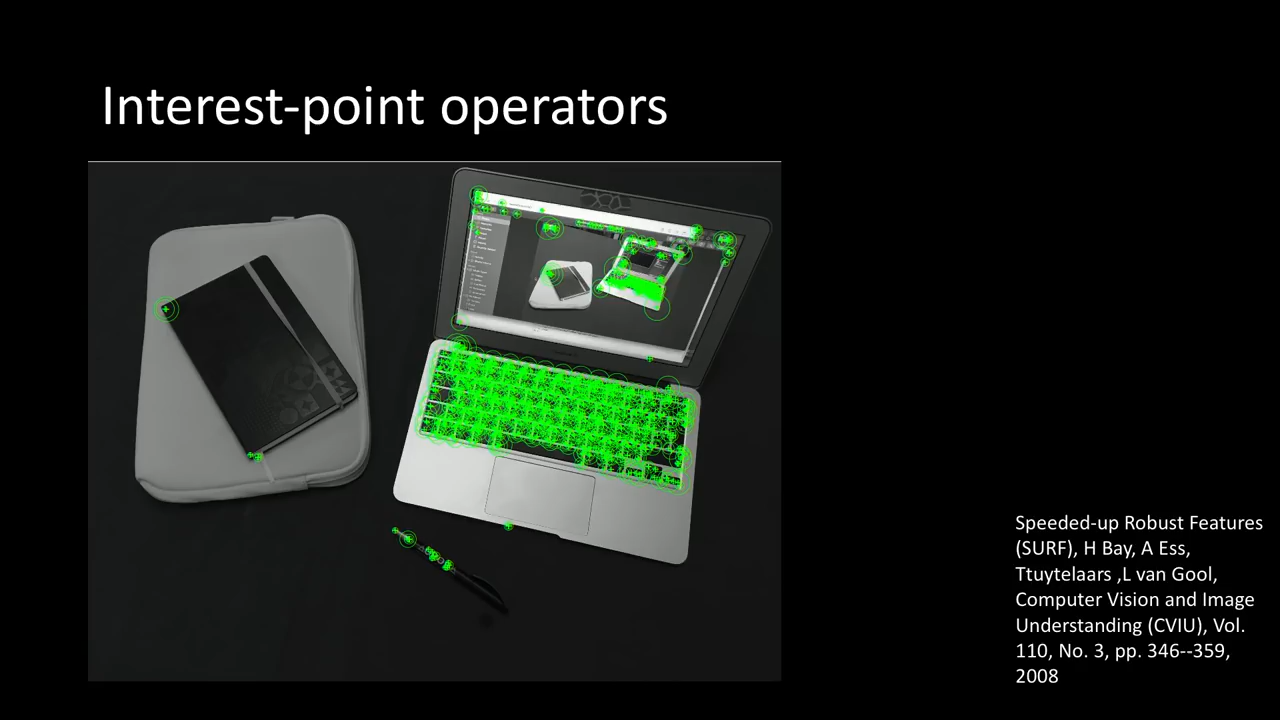 Interest-point operators
Speeded-up Robust Features
(SURF), H Bay, A Ess,
Ttuytelaars ,L van Gool,
Computer Vision and Image
Understanding (CVIU), Vol.
110, No. 3, pp. 346--359,
2008